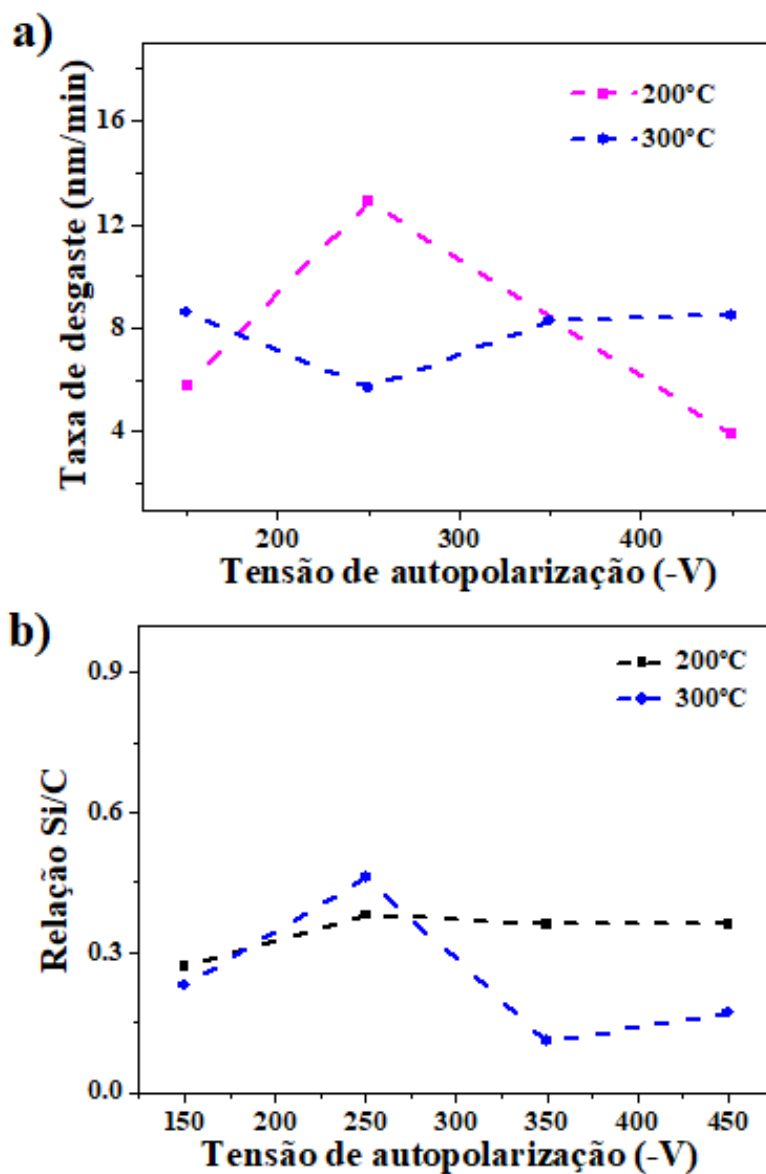 a)
Taxa de desgaste (nm/min)
16
12
8
4
200°C
300°C
200
300
400
Tensão de autopolarização (-V)
b)
Relação Si/C
0.9
0.6
0.3
0.0
200°C
300°C
150
200
250
300
350
400
450
Tensão de autopolarização (-V)